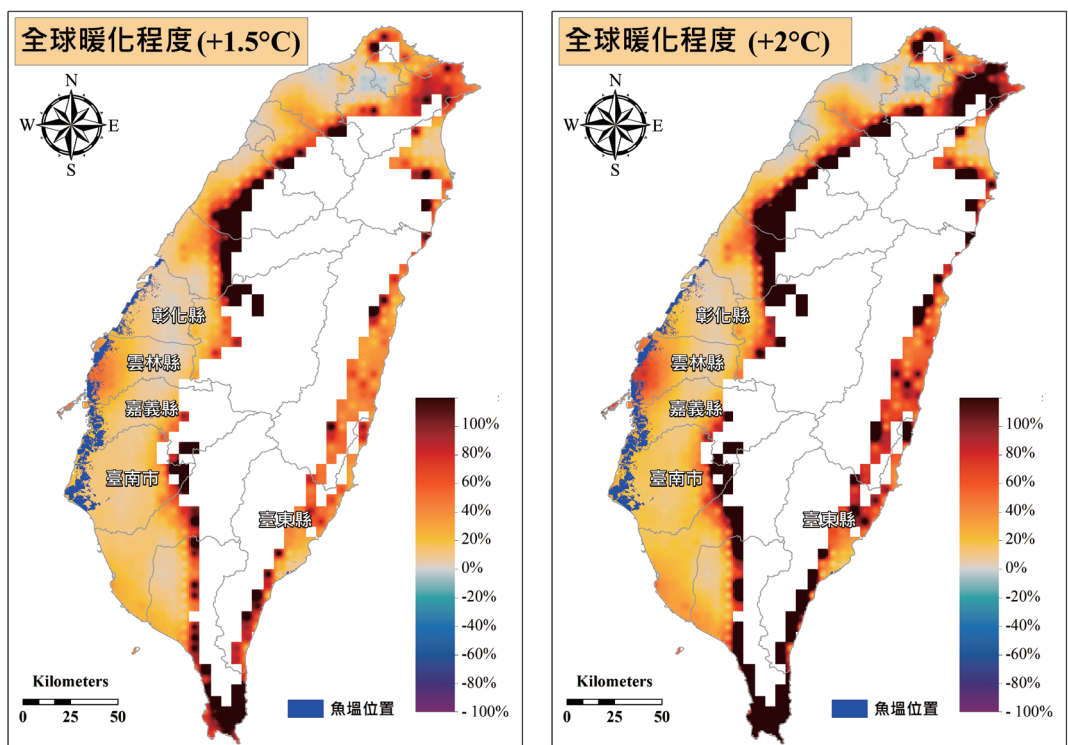 全球暖化程度 (+1.5°C)
N
W E
S
彰化縣
雲林縣
嘉義縣
臺南市
臺東縣
100%
80%
60%
40%
20%
0%
-20%
-40%
-60%
-80%
- 100%
Kilometers
0 25 50
魚塭位置
全球暖化程度 (+2°C)
N
W E
S
彰化縣
雲林縣
嘉義縣
臺南市
臺東縣
100%
80%
60%
40%
20%
0%
-20%
-40%
-60%
-80%
- 100%
Kilometers
0 25 50
魚塭位置